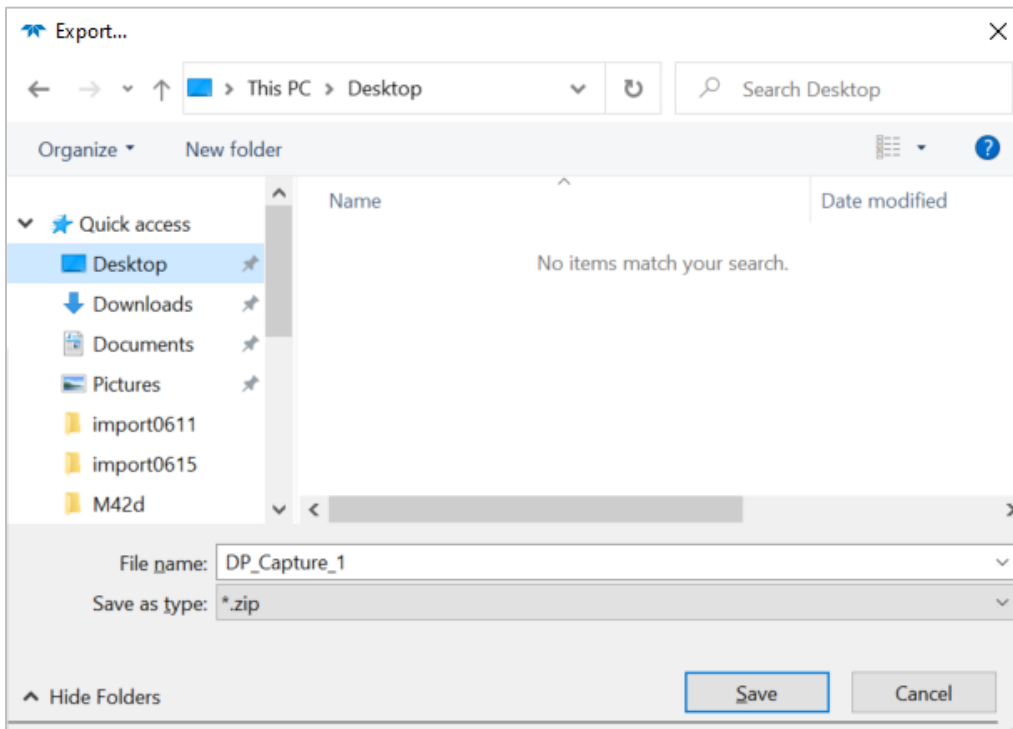 Export...
This PC > Desktop
Search Desktop
Organize
New folder
?
Name
Date modified
Quick access
No items match your search.
Desktop
Downloads
Documents
Pictures
import0611
import0615
M42d
File name: DP_Capture_1
Save as type: *.zip
Hide Folders
Save
Cancel